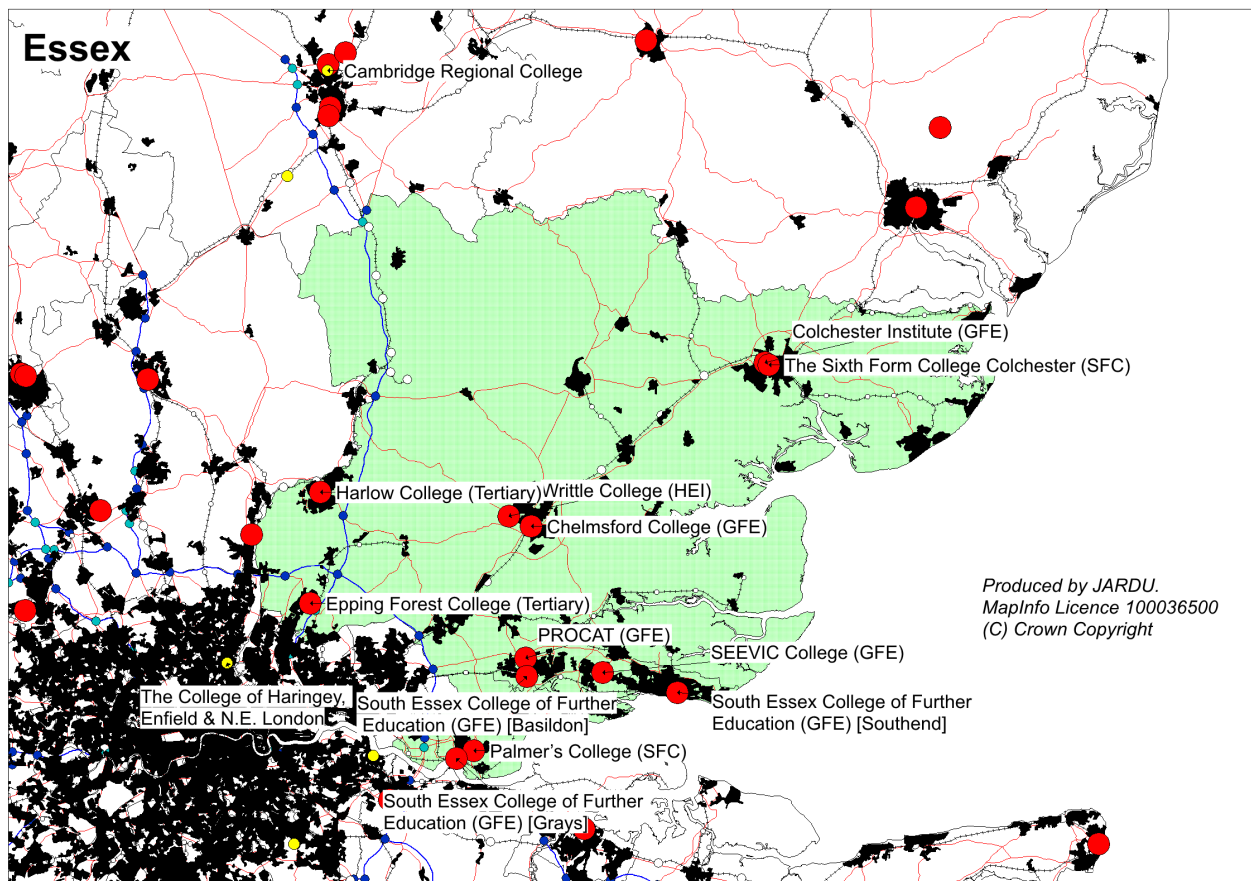 Essex
Cambridge Regional College
Colchester Institute (GFE)
The Sixth Form College Colchester (SFC)
Harlow College (Tertiary)
Writtle College (HEI)
Chelmsford College (GFE)
Produced by JARDU.
MapInfo Licence 100036500
(C) Crown Copyright
Epping Forest College (Tertiary)
PROCAT (GFE)
SEEVIC College (GFE)
The College of Haringey,
Enfield & N.E. London
South Essex College of Further
Education (GFE) [Basildon]
South Essex College of Further
Education (GFE) [Southend]
Palmer's College (SFC)
South Essex College of Further
Education (GFE) [Grays]